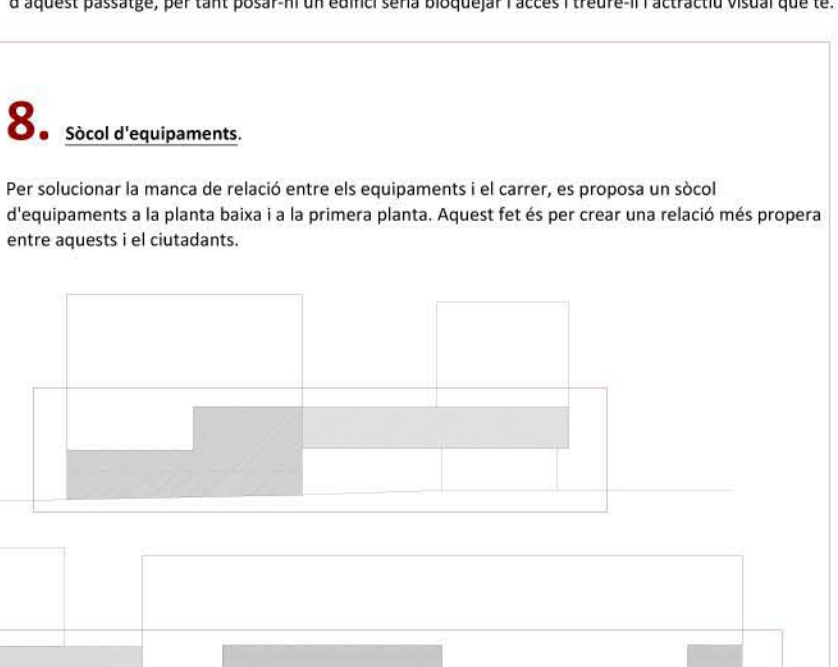 d'aquest passatge, per tant posar-hi un edifici seria bloquejar l'accés i treure-li l'actractiu visual que té.
8. Sòcol d'equipaments.
Per solucionar la manca de relació entre els equipaments i el carrer, es proposa un sòcol
d'equipaments a la planta baixa i a la primera planta. Aquest fet és per crear una relació més propera
entre aquests i el ciutadants.